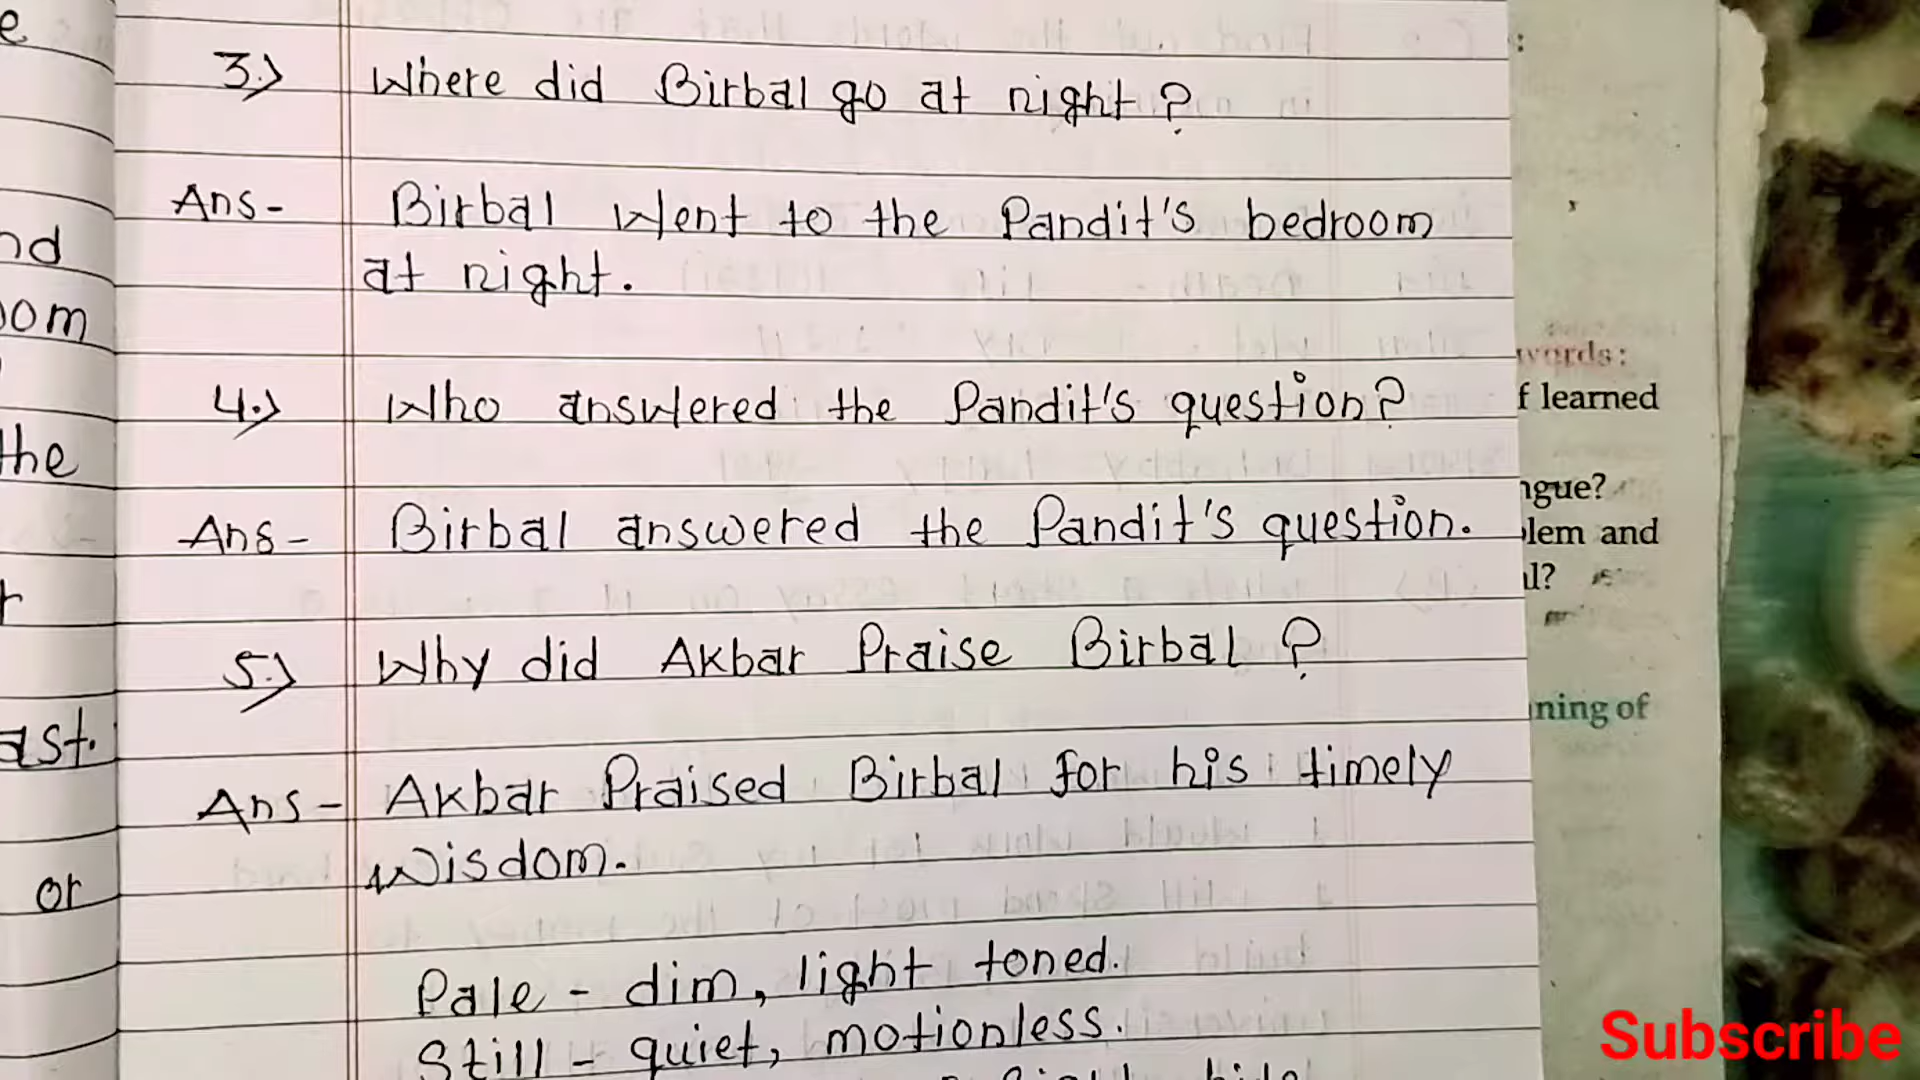 3.) Where did Birbal go at night?
Ans- Birbal Went to the Pandit's bedroom
at night.
4.) Who answered the Pandit's question?
Ans- Birbal answered the Pandit's question.
5.) Why did Akbar Praise Birbal?
Ans- Akbar Praised Birbal for his timely
wisdom.
Pale - dim, light toned.
Still - quiet, motionless.
the
or
words:
f learned
ngue?
lem and
l?
ning of
Subscribe